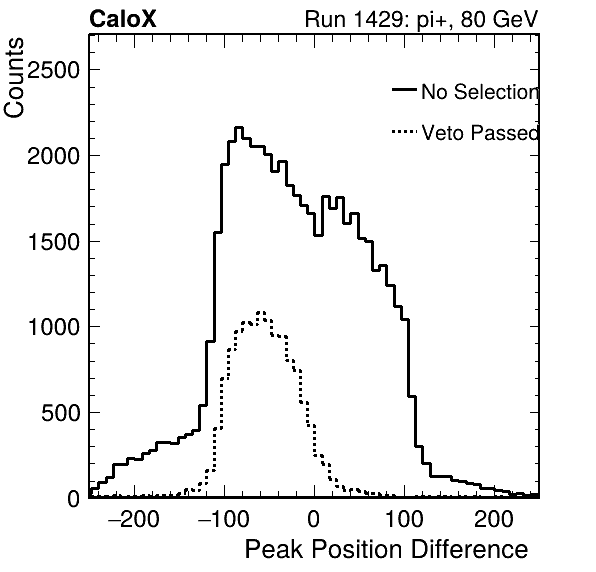 CaloX Run 1429: pi+, 80 GeV
Counts
2500
2000
1500
1000
500
0
No Selection
Veto Passed
−200 −100 0 100 200
Peak Position Difference